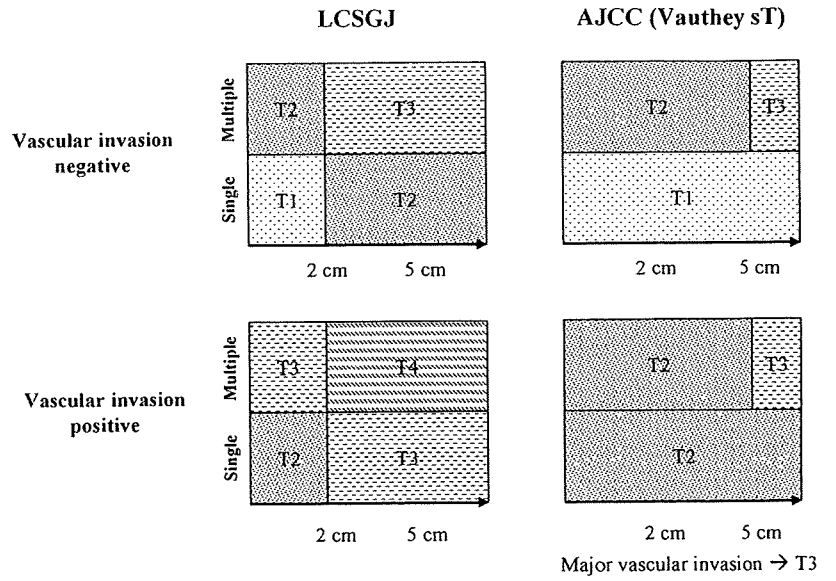 LCSGJ
AJCC (Vauthey sT)
Vascular invasion
negative
Multiple
Single
T2
T3
T1
T2
2 cm
5 cm
T2
T3
T1
2 cm
5 cm
Vascular invasion
positive
Multiple
Single
T3
T4
T2
T3
2 cm
5 cm
T2
T3
T2
2 cm
5 cm
Major vascular invasion → T3